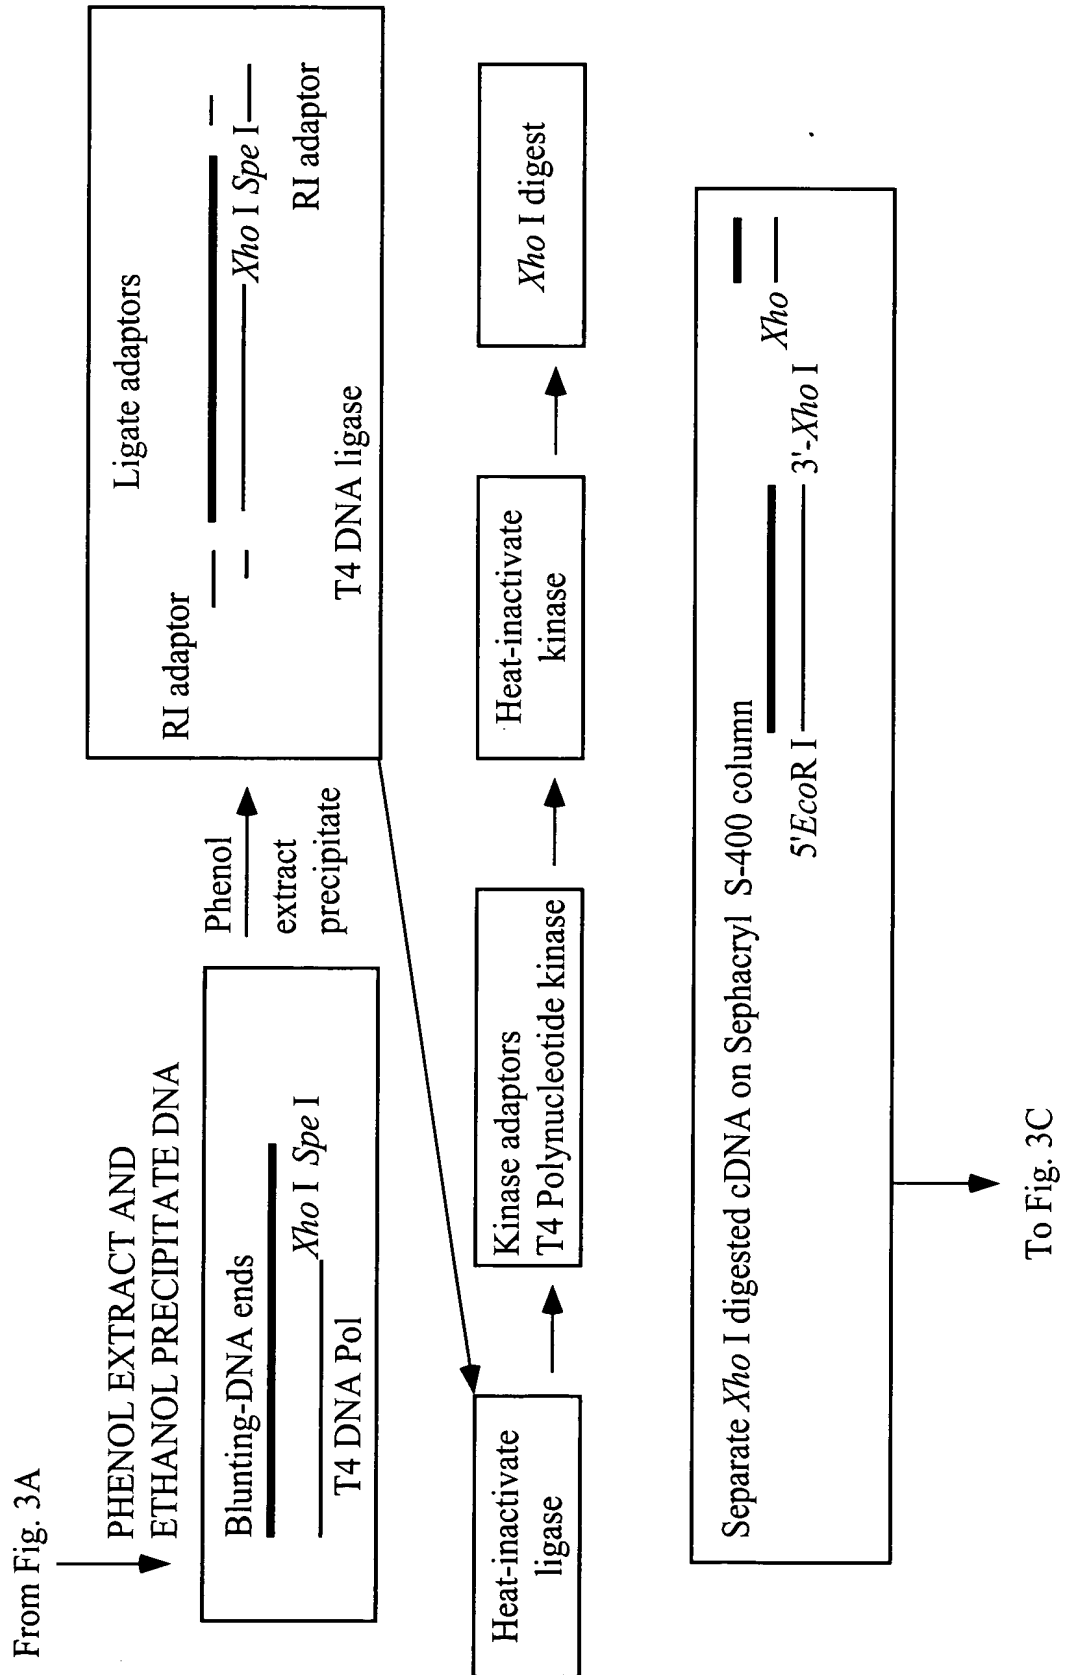 From Fig. 3A
PHENOL EXTRACT AND
ETHANOL PRECIPITATE DNA
Blunting-DNA ends
Xho I Spe I
T4 DNA Pol
Phenol
extract
precipitate
Ligate adaptors
RI adaptor
Xho I Spe I
RI adaptor
T4 DNA ligase
Heat-inactivate
ligase
Kinase adaptors
T4 Polynucleotide kinase
Heat-inactivate
kinase
Xho I digest
Separate Xho I digested cDNA on Sephacryl S-400 column
Xho
5'EcoR I
3'-Xho I
To Fig. 3C